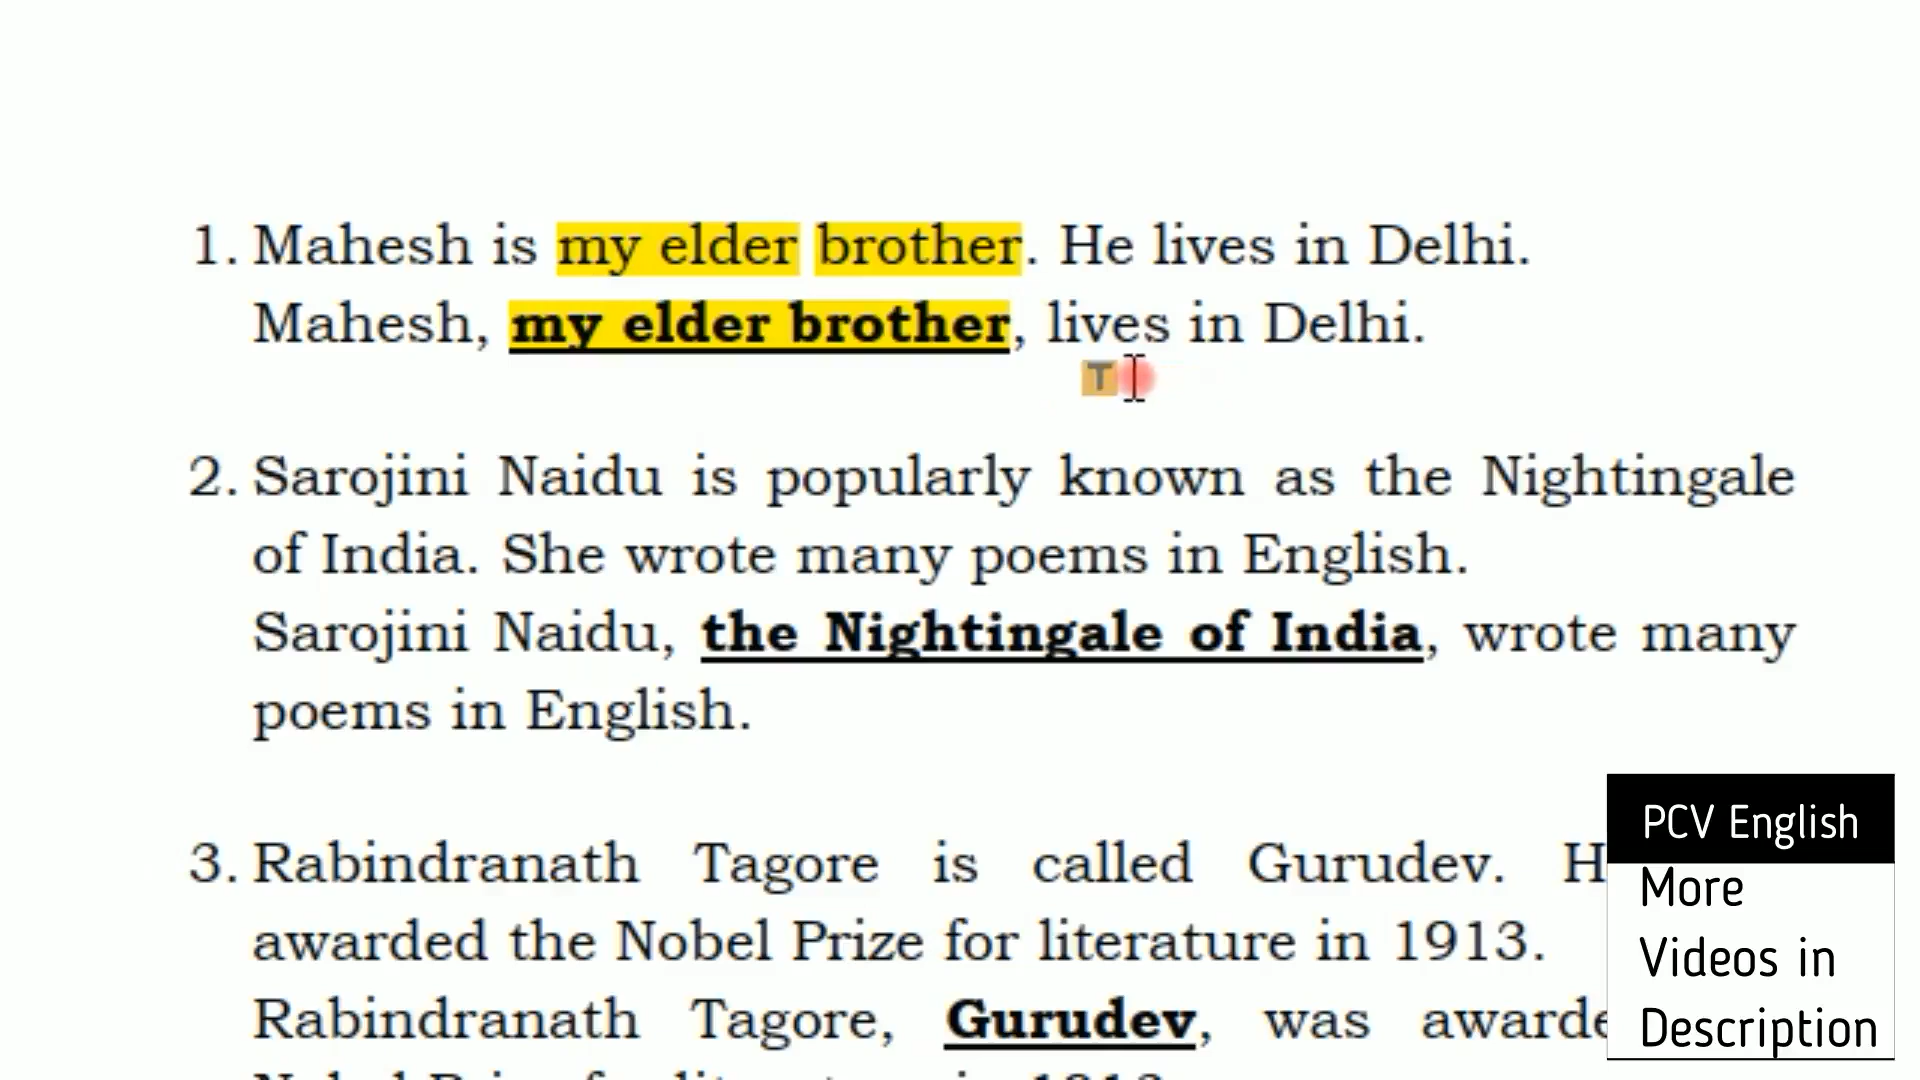 1. Mahesh is my elder brother. He lives in Delhi.
Mahesh, my elder brother, lives in Delhi.
T
2. Sarojini Naidu is popularly known as the Nightingale
of India. She wrote many poems in English.
Sarojini Naidu, the Nightingale of India, wrote many
poems in English.
3. Rabindranath Tagore is called Gurudev.
awarded the Nobel Prize for literature in 1913.
Rabindranath Tagore, Gurudev, was
PCV English
More
Videos in
Description